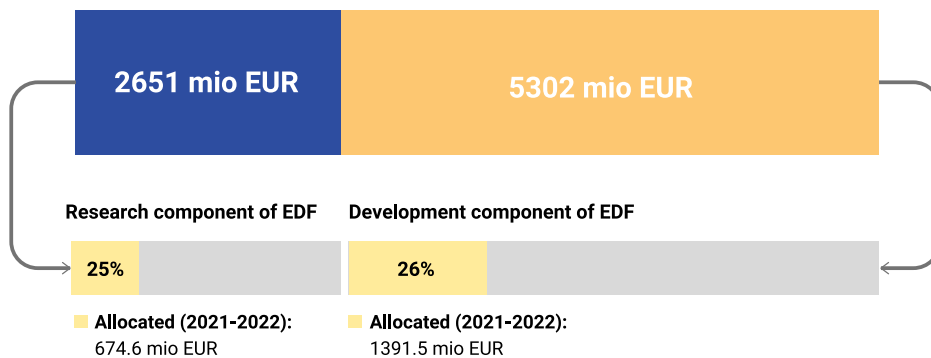 2651 mio EUR
5302 mio EUR
Research component of EDF
Development component of EDF
25%
26%
Allocated (2021-2022):
674.6 mio EUR
Allocated (2021-2022):
1391.5 mio EUR